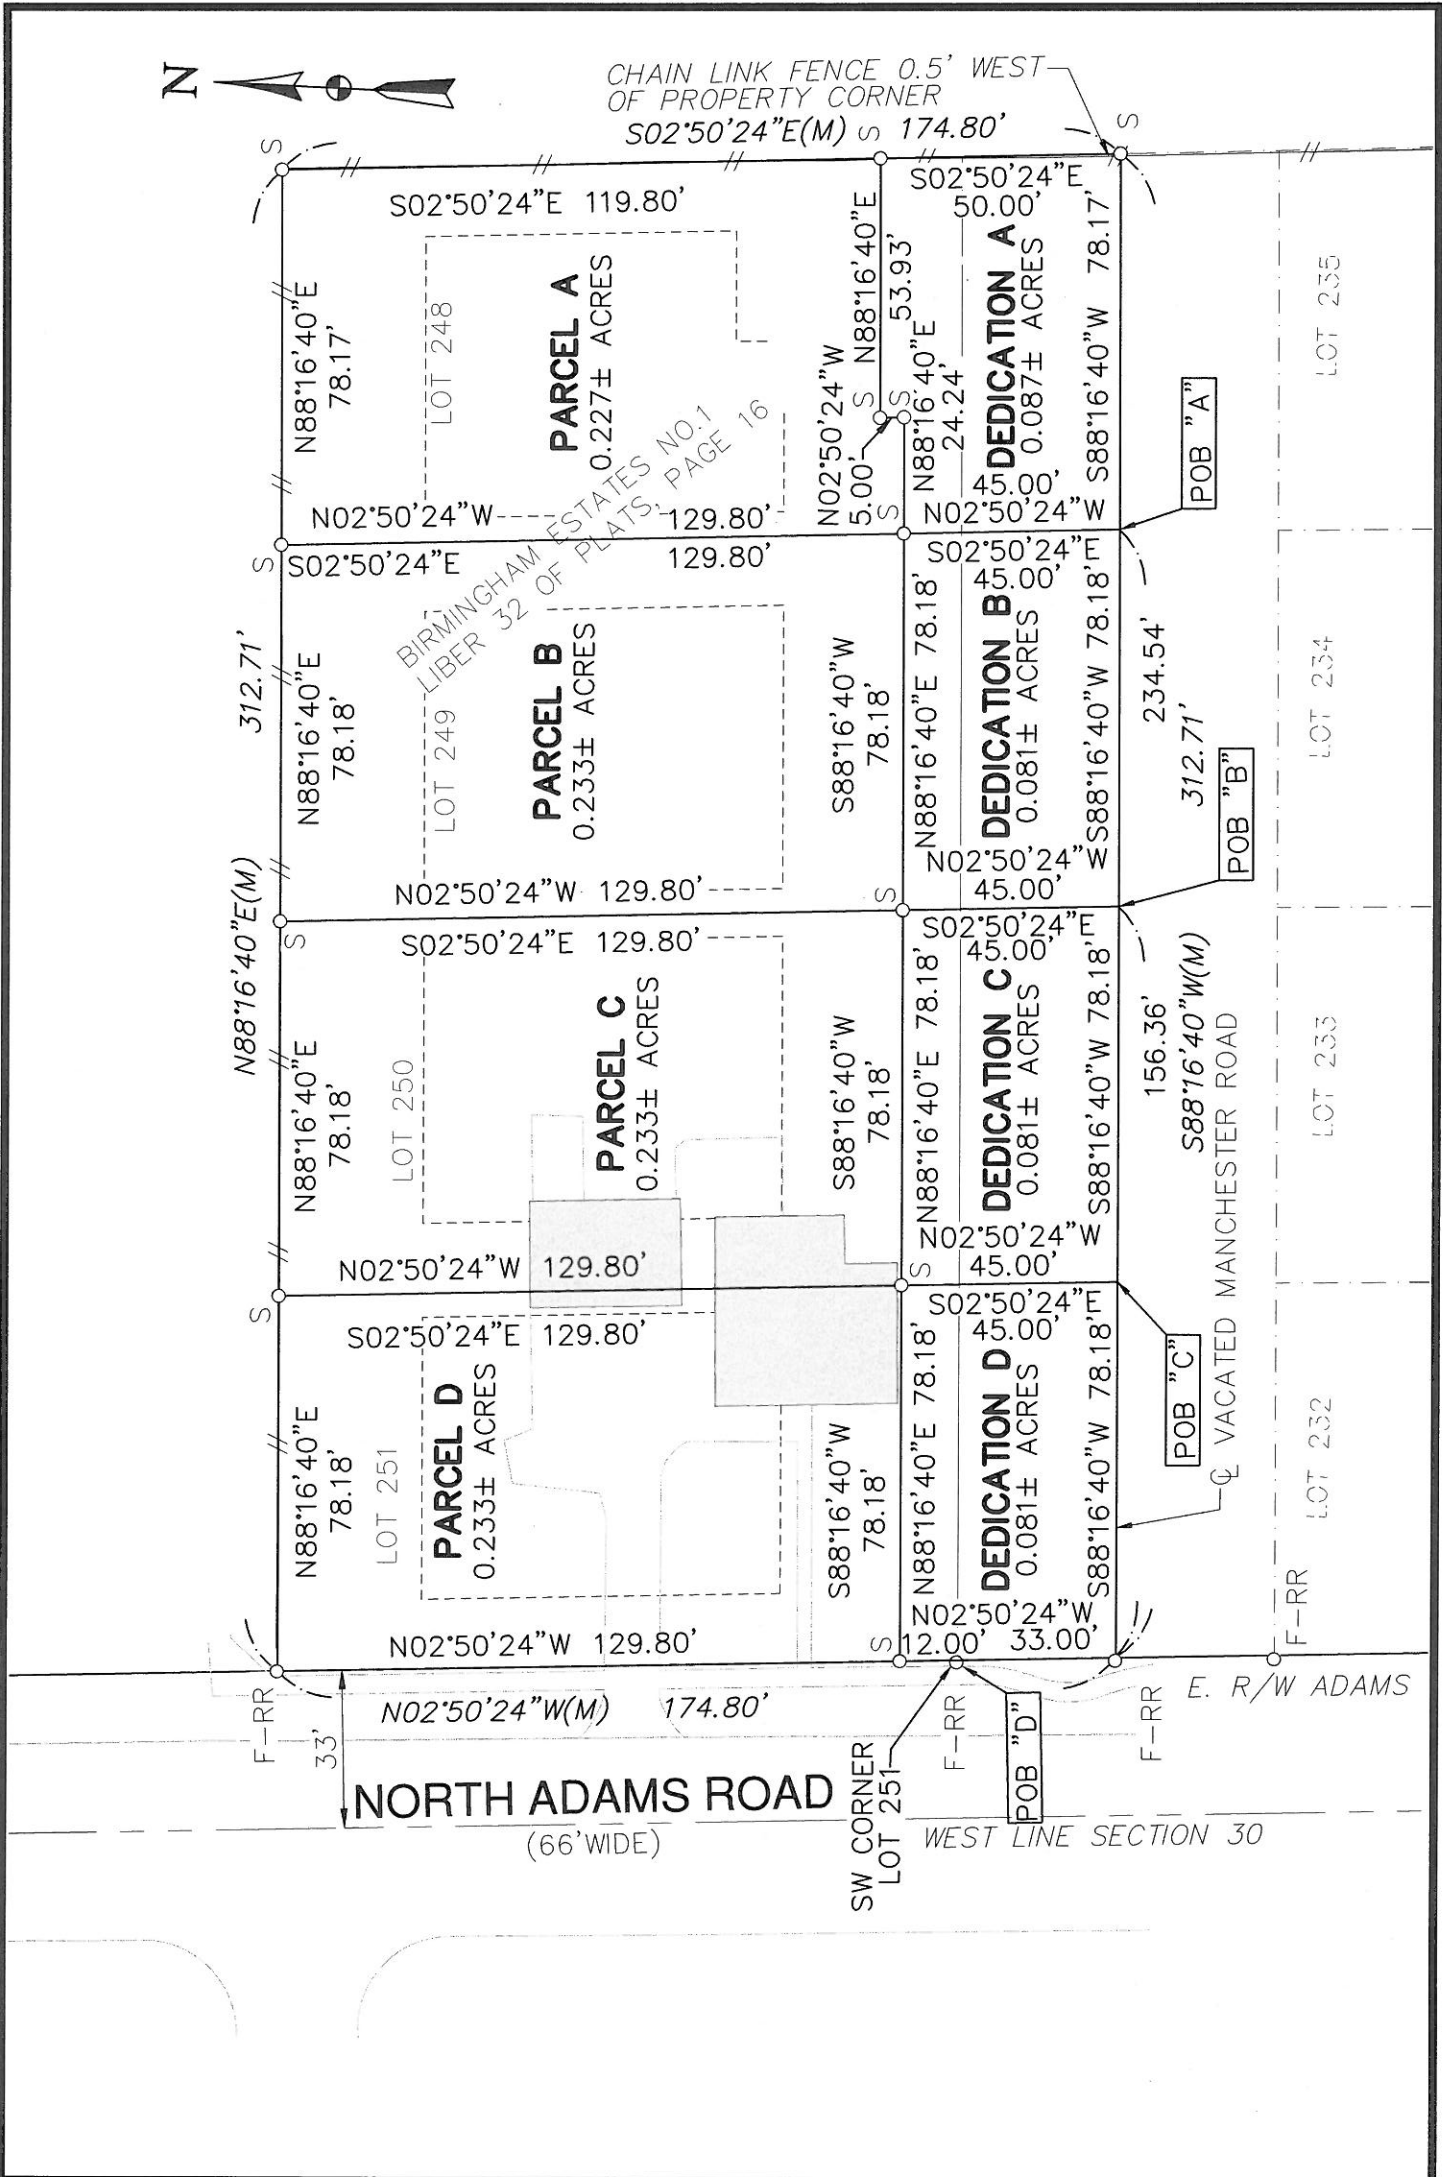 N
CHAIN LINK FENCE 0.5' WEST
OF PROPERTY CORNER
S02°50'24"E(M) S 174.80'
S
S
S02°50'24"E 119.80'
S02°50'24"E
50.00'
N88°16'40"E
78.17'
LOT 248
PARCEL A
0.227± ACRES
N88°16'40"E
53.93'
N02°50'24"W
5.00'
S
S
N88°16'40"E
24.24'
DEDICATION A
0.087± ACRES
S88°16'40"W 78.17'
LOT 235
POB "A"
N02°50'24"W
129.80'
S
45.00'
N02°50'24"W
BIRMINGHAM ESTATES NO.1
LIBER 32 OF PLATS, PAGE 16
S
S02°50'24"E
129.80'
S02°50'24"E
45.00'
312.71'
N88°16'40"E
78.18'
LOT 249
PARCEL B
0.233± ACRES
S88°16'40"W
78.18'
N88°16'40"E 78.18'
DEDICATION B
0.081± ACRES
S88°16'40"W 78.18'
234.54'
312.71'
LOT 234
POB "B"
N02°50'24"W 129.80'
S
N02°50'24"W
45.00'
N88°16'40"E(M)
S
S02°50'24"E 129.80'
S02°50'24"E
45.00'
N88°16'40"E
78.18'
LOT 250
PARCEL C
0.233± ACRES
S88°16'40"W
78.18'
N88°16'40"E 78.18'
DEDICATION C
0.081± ACRES
S88°16'40"W 78.18'
156.36'
S88°16'40"W(M)
℄ VACATED MANCHESTER ROAD
LOT 233
N02°50'24"W 129.80'
N02°50'24"W
45.00'
S
S
S02°50'24"E 129.80'
S02°50'24"E
45.00'
POB "C"
N88°16'40"E
78.18'
LOT 251
PARCEL D
0.233± ACRES
S88°16'40"W
78.18'
N88°16'40"E 78.18'
DEDICATION D
0.081± ACRES
S88°16'40"W 78.18'
LOT 232
N02°50'24"W 129.80'
S
N02°50'24"W
12.00' 33.00'
F-RR
F-RR
33'
N02°50'24"W(M) 174.80'
F-RR
F-RR
E. R/W ADAMS
SW CORNER
LOT 251
POB "D"
NORTH ADAMS ROAD
(66'WIDE)
WEST LINE SECTION 30